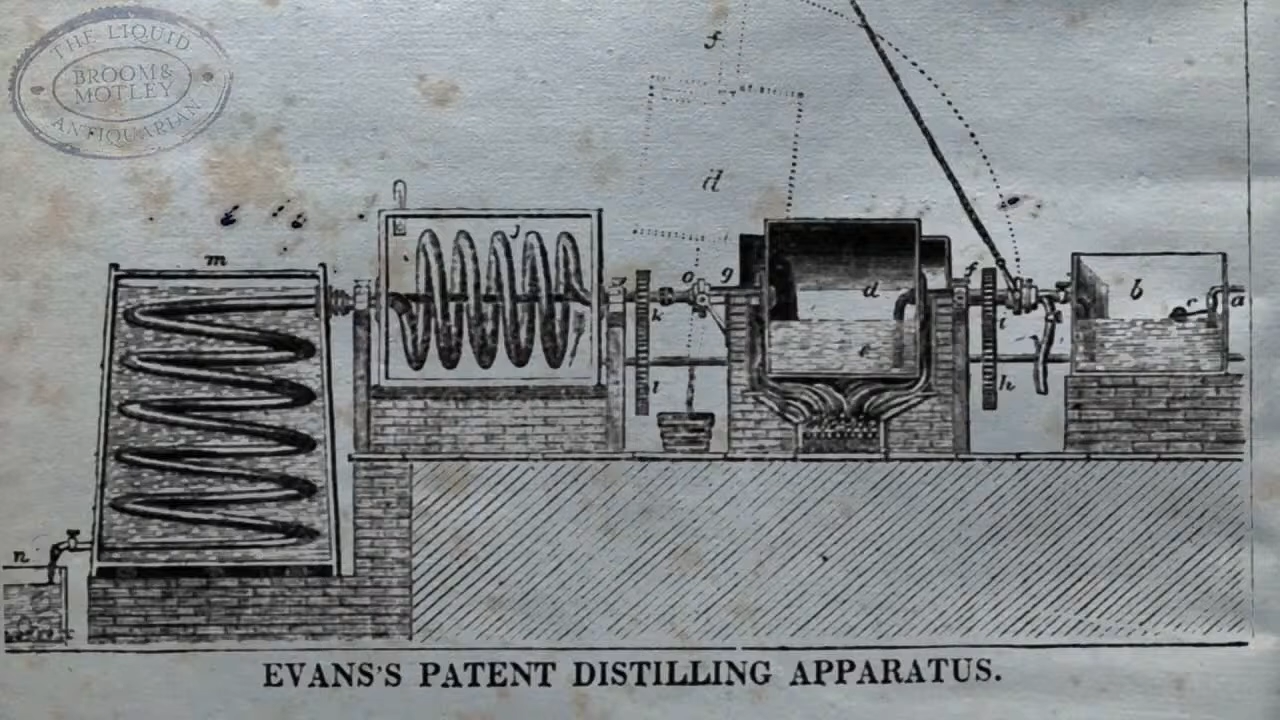 THE LIQUID
BROOM &
MOTLEY
ANTIQUARIAN
f
d
m
j
o
g
d
f
b
c
a
k
i
e
l
h
n
EVANS'S PATENT DISTILLING APPARATUS.